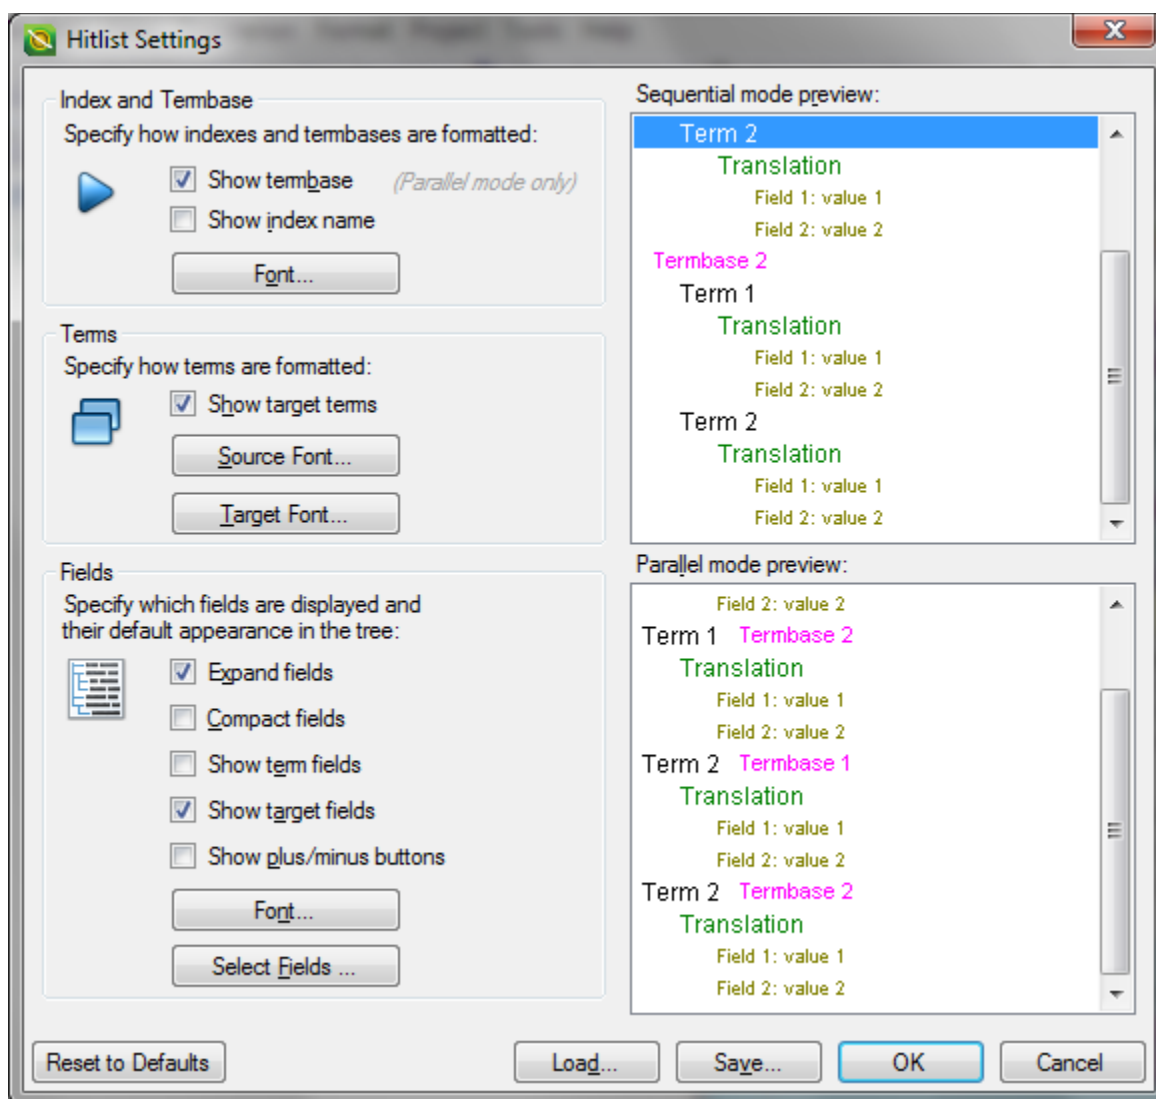 Hitlist Settings
Index and Termbase
Specify how indexes and termbases are formatted:
Show termbase (Parallel mode only)
Show index name
Font...
Terms
Specify how terms are formatted:
Show target terms
Source Font...
Target Font...
Fields
Specify which fields are displayed and
their default appearance in the tree:
Expand fields
Compact fields
Show term fields
Show target fields
Show plus/minus buttons
Font...
Select Fields ...
Sequential mode preview:
Term 2
Translation
Field 1: value 1
Field 2: value 2
Termbase 2
Term 1
Translation
Field 1: value 1
Field 2: value 2
Term 2
Translation
Field 1: value 1
Field 2: value 2
Parallel mode preview:
Field 2: value 2
Term 1 Termbase 2
Translation
Field 1: value 1
Field 2: value 2
Term 2 Termbase 1
Translation
Field 1: value 1
Field 2: value 2
Term 2 Termbase 2
Translation
Field 1: value 1
Field 2: value 2
Reset to Defaults
Load...
Save...
OK
Cancel